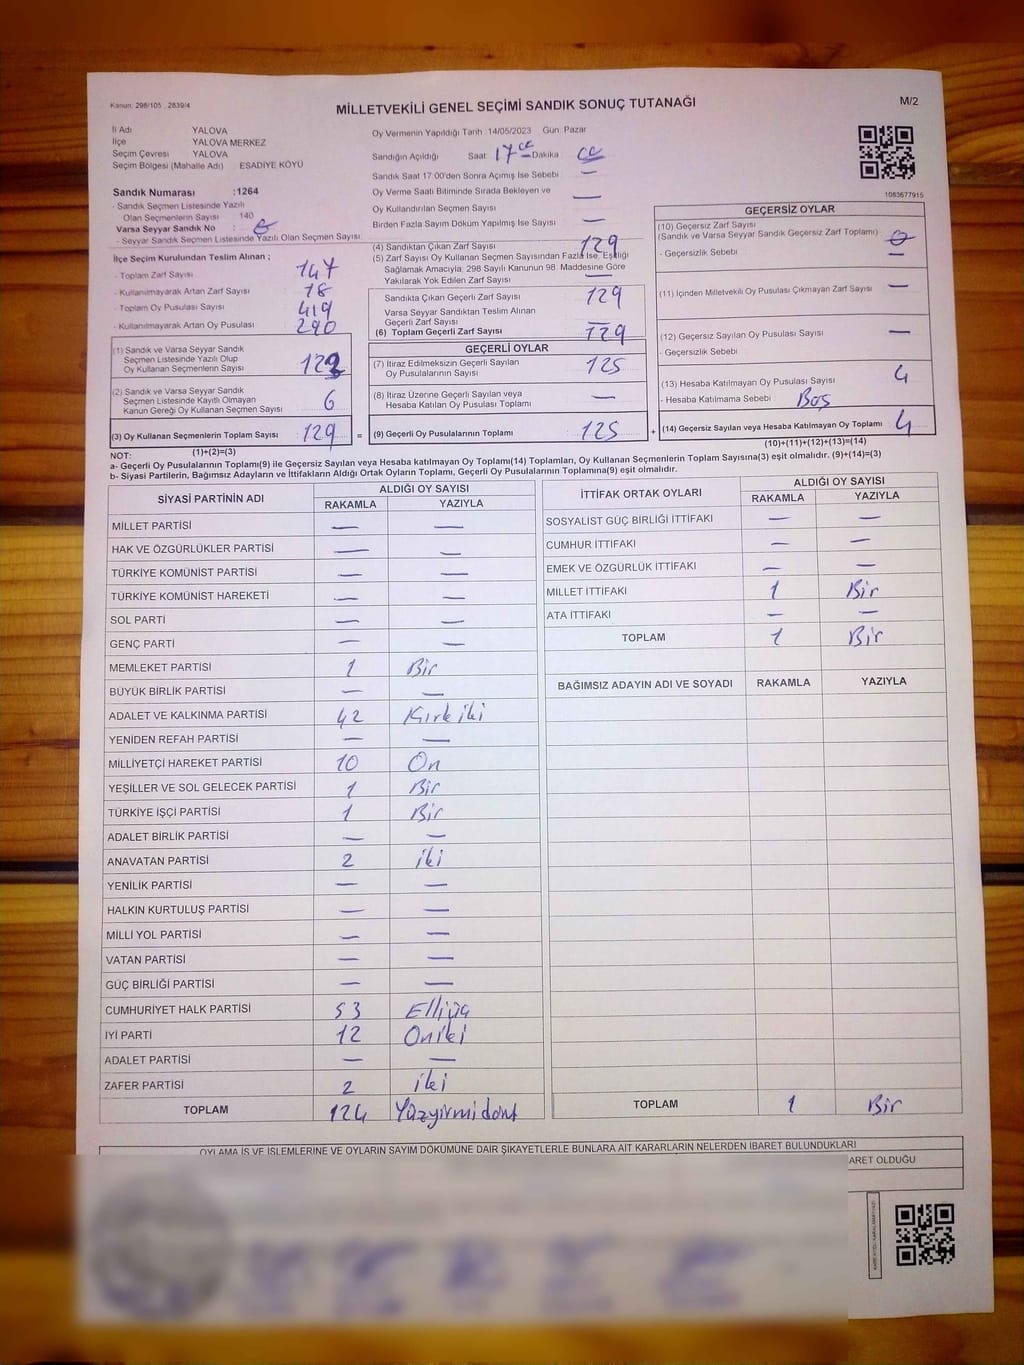 Kanun: 298/105 , 2839/4
MİLLETVEKİLİ GENEL SEÇİMİ SANDIK SONUÇ TUTANAĞI
M/2
İl Adı YALOVA
İlçe YALOVA MERKEZ
Seçim Çevresi YALOVA
Seçim Bölgesi (Mahalle Adı) ESADİYE KÖYÜ
Sandık Numarası :1264
- Sandık Seçmen Listesinde Yazılı
Olan Seçmenlerin Sayısı 140
Varsa Seyyar Sandık No :
- Seyyar Sandık Seçmen Listesinde Yazılı Olan Seçmen Sayısı:
Oy Vermenin Yapıldığı Tarih :14/05/2023 Gün: Pazar
Sandığın Açıldığı Saat: 17 Dakika
Sandık Saat 17:00'den Sonra Açımış İse Sebebi —
Oy Verme Saati Bitiminde Sırada Bekleyen ve
Oy Kullandırılan Seçmen Sayısı —
Birden Fazla Sayım Döküm Yapılmış İse Sayısı —
1083677915
İlçe Seçim Kurulundan Teslim Alınan ;
- Toplam Zarf Sayısı 147
- Kullanılmayarak Artan Zarf Sayısı 18
- Toplam Oy Pusulası Sayısı 419
- Kullanılmayarak Artan Oy Pusulası 290
(1) Sandık ve Varsa Seyyar Sandık
Seçmen Listesinde Yazılı Olup
Oy Kullanan Seçmenlerin Sayısı 123
(2) Sandık ve Varsa Seyyar Sandık
Seçmen Listesinde Kayıtlı Olmayan
Kanun Gereği Oy Kullanan Seçmen Sayısı 6
(3) Oy Kullanan Seçmenlerin Toplam Sayısı 129 =
(1)+(2)=(3)
(4) Sandıktan Çıkan Zarf Sayısı 129
(5) Zarf Sayısı Oy Kullanan Seçmen Sayısından Fazla İse, Eşitliği
Sağlamak Amacıyla; 298 Sayılı Kanunun 98. Maddesine Göre
Yakılarak Yok Edilen Zarf Sayısı —
Sandıkta Çıkan Geçerli Zarf Sayısı 129
Varsa Seyyar Sandıktan Teslim Alınan
Geçerli Zarf Sayısı —
(6) Toplam Geçerli Zarf Sayısı 129
GEÇERLİ OYLAR
(7) İtiraz Edilmeksizin Geçerli Sayılan
Oy Pusulalarının Sayısı 125
(8) İtiraz Üzerine Geçerli Sayılan veya
Hesaba Katılan Oy Pusulası Toplamı —
(9) Geçerli Oy Pusulalarının Toplamı 125 +
GEÇERSİZ OYLAR
(10) Geçersiz Zarf Sayısı
(Sandık ve Varsa Seyyar Sandık Geçersiz Zarf Toplamı) 0
- Geçersizlik Sebebi —
(11) İçinden Milletvekili Oy Pusulası Çıkmayan Zarf Sayısı —
(12) Geçersiz Sayılan Oy Pusulası Sayısı —
- Geçersizlik Sebebi
(13) Hesaba Katılmayan Oy Pusulası Sayısı 4
- Hesaba Katılmama Sebebi Boş
(14) Geçersiz Sayılan veya Hesaba Katılmayan Oy Toplamı 4
(10)+(11)+(12)+(13)=(14)
NOT:
a- Geçerli Oy Pusulalarının Toplamı(9) ile Geçersiz Sayılan veya Hesaba katılmayan Oy Toplamı(14) Toplamları, Oy Kullanan Seçmenlerin Toplam Sayısına(3) eşit olmalıdır. (9)+(14)=(3)
b- Siyasi Partilerin, Bağımsız Adayların ve İttifakların Aldığı Ortak Oyların Toplamı, Geçerli Oy Pusulalarının Toplamına(9) eşit olmalıdır.
SİYASİ PARTİNİN ADI ALDIĞI OY SAYISI
RAKAMLA YAZIYLA
MİLLET PARTİSİ — —
HAK VE ÖZGÜRLÜKLER PARTİSİ — —
TÜRKİYE KOMÜNİST PARTİSİ — —
TÜRKİYE KOMÜNİST HAREKETİ — —
SOL PARTİ — —
GENÇ PARTİ — —
MEMLEKET PARTİSİ 1 Bir
BÜYÜK BİRLİK PARTİSİ — —
ADALET VE KALKINMA PARTİSİ 42 Kırk iki
YENİDEN REFAH PARTİSİ — —
MİLLİYETÇİ HAREKET PARTİSİ 10 On
YEŞİLLER VE SOL GELECEK PARTİSİ 1 Bir
TÜRKİYE İŞÇİ PARTİSİ 1 Bir
ADALET BİRLİK PARTİSİ — —
ANAVATAN PARTİSİ 2 iki
YENİLİK PARTİSİ — —
HALKIN KURTULUŞ PARTİSİ — —
MİLLİ YOL PARTİSİ — —
VATAN PARTİSİ — —
GÜÇ BİRLİĞİ PARTİSİ — —
CUMHURİYET HALK PARTİSİ 53 Elliüç
İYİ PARTİ 12 Oniki
ADALET PARTİSİ — —
ZAFER PARTİSİ 2 iki
TOPLAM 124 Yüzyirmidört
İTTİFAK ORTAK OYLARI ALDIĞI OY SAYISI
RAKAMLA YAZIYLA
SOSYALİST GÜÇ BİRLİĞİ İTTİFAKI — —
CUMHUR İTTİFAKI — —
EMEK VE ÖZGÜRLÜK İTTİFAKI — —
MİLLET İTTİFAKI 1 Bir
ATA İTTİFAKI — —
TOPLAM 1 Bir
BAĞIMSIZ ADAYIN ADI VE SOYADI RAKAMLA YAZIYLA
TOPLAM 1 Bir
OYLAMA İŞ VE İŞLEMLERİNE VE OYLARIN SAYIM DÖKÜMÜNE DAİR ŞİKAYETLERLE BUNLARA AİT KARARLARIN NELERDEN İBARET BULUNDUKLARI
ARET OLDUĞU